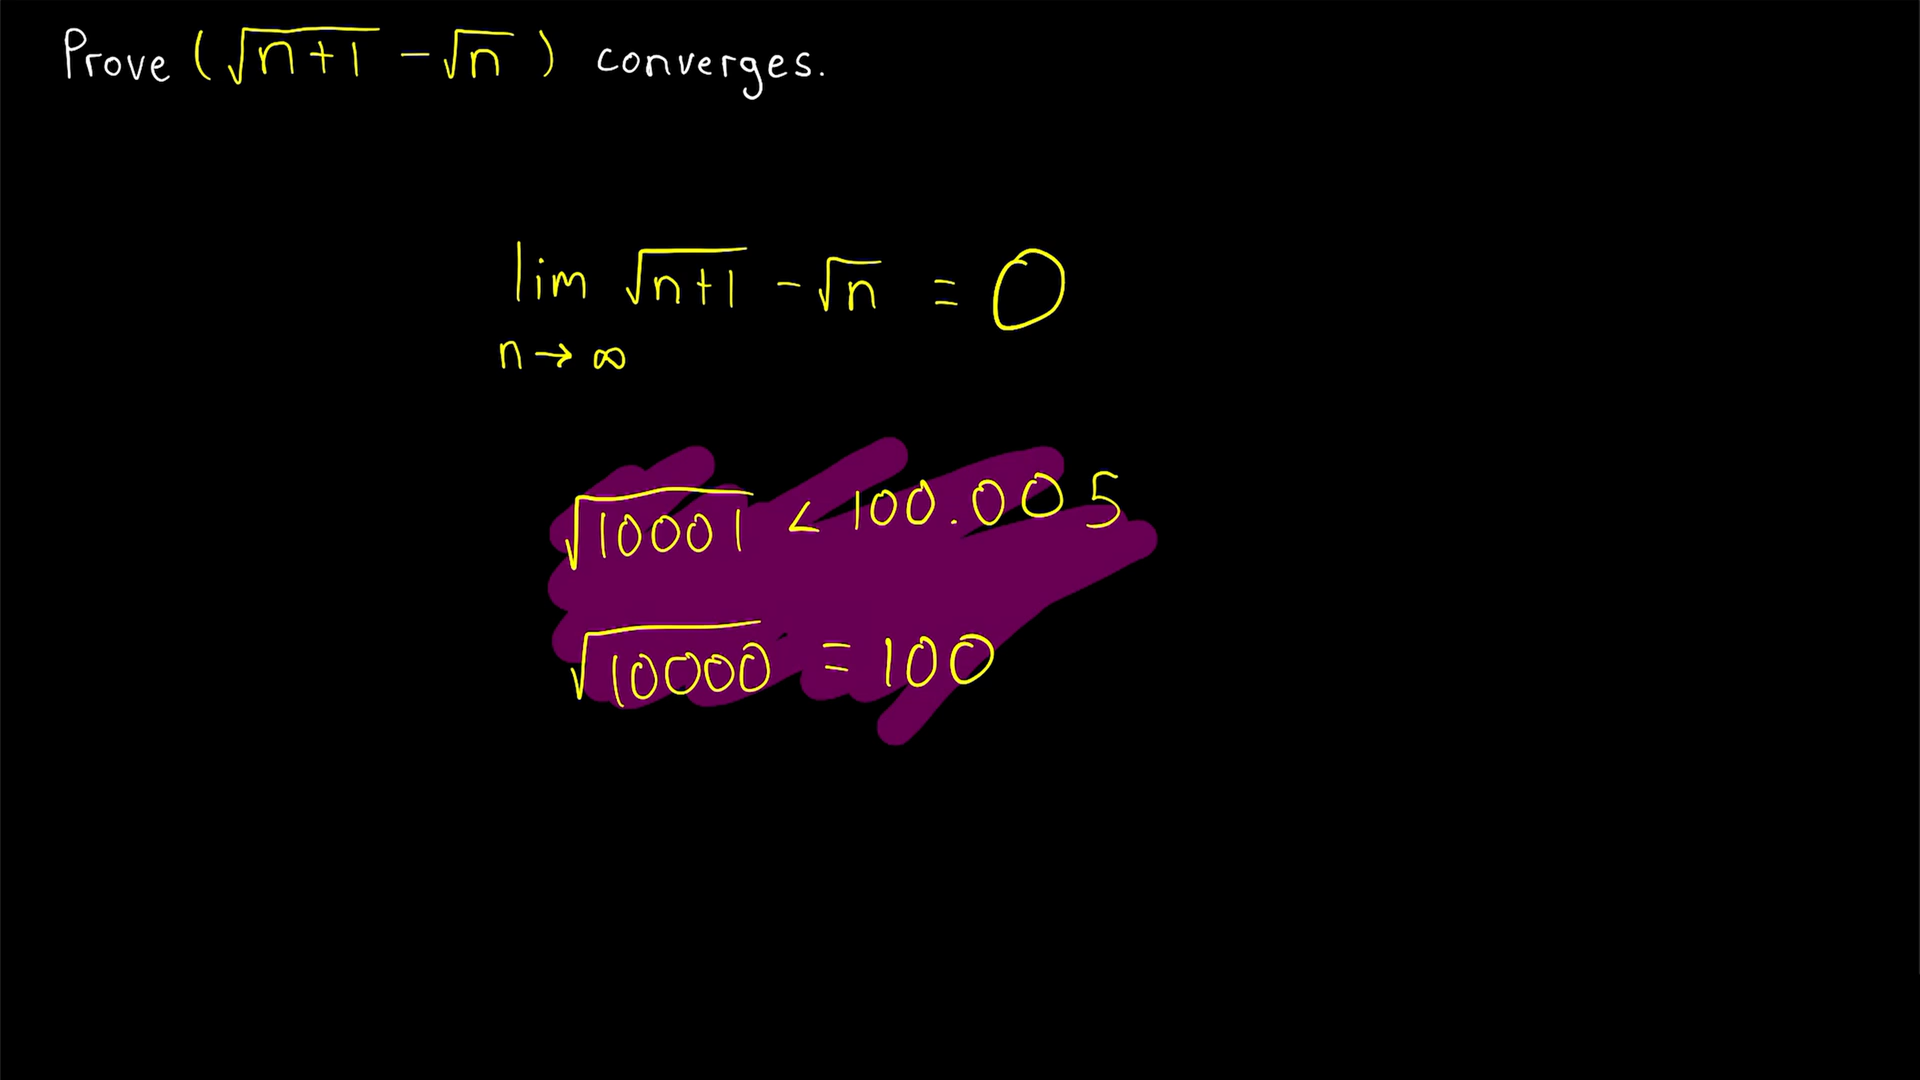 Prove (√n+1 - √n) converges.
lim √n+1 - √n = 0
n → ∞
√10001 < 100.005
√10000 = 100